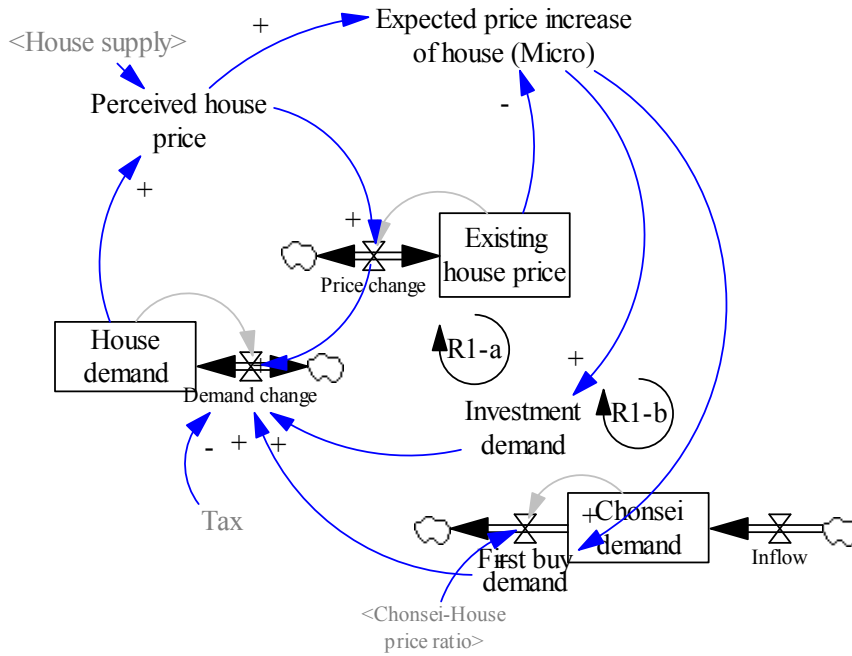 <House supply>
+
Expected price increase
of house (Micro)
Perceived house
price
-
+
+
Existing
house price
Price change
House
demand
R1-a
+
Demand change
+
R1-b
Investment
demand
-
+
+
Tax
+
Chonsei
demand
First buy
demand
+
Inflow
<Chonsei-House
price ratio>